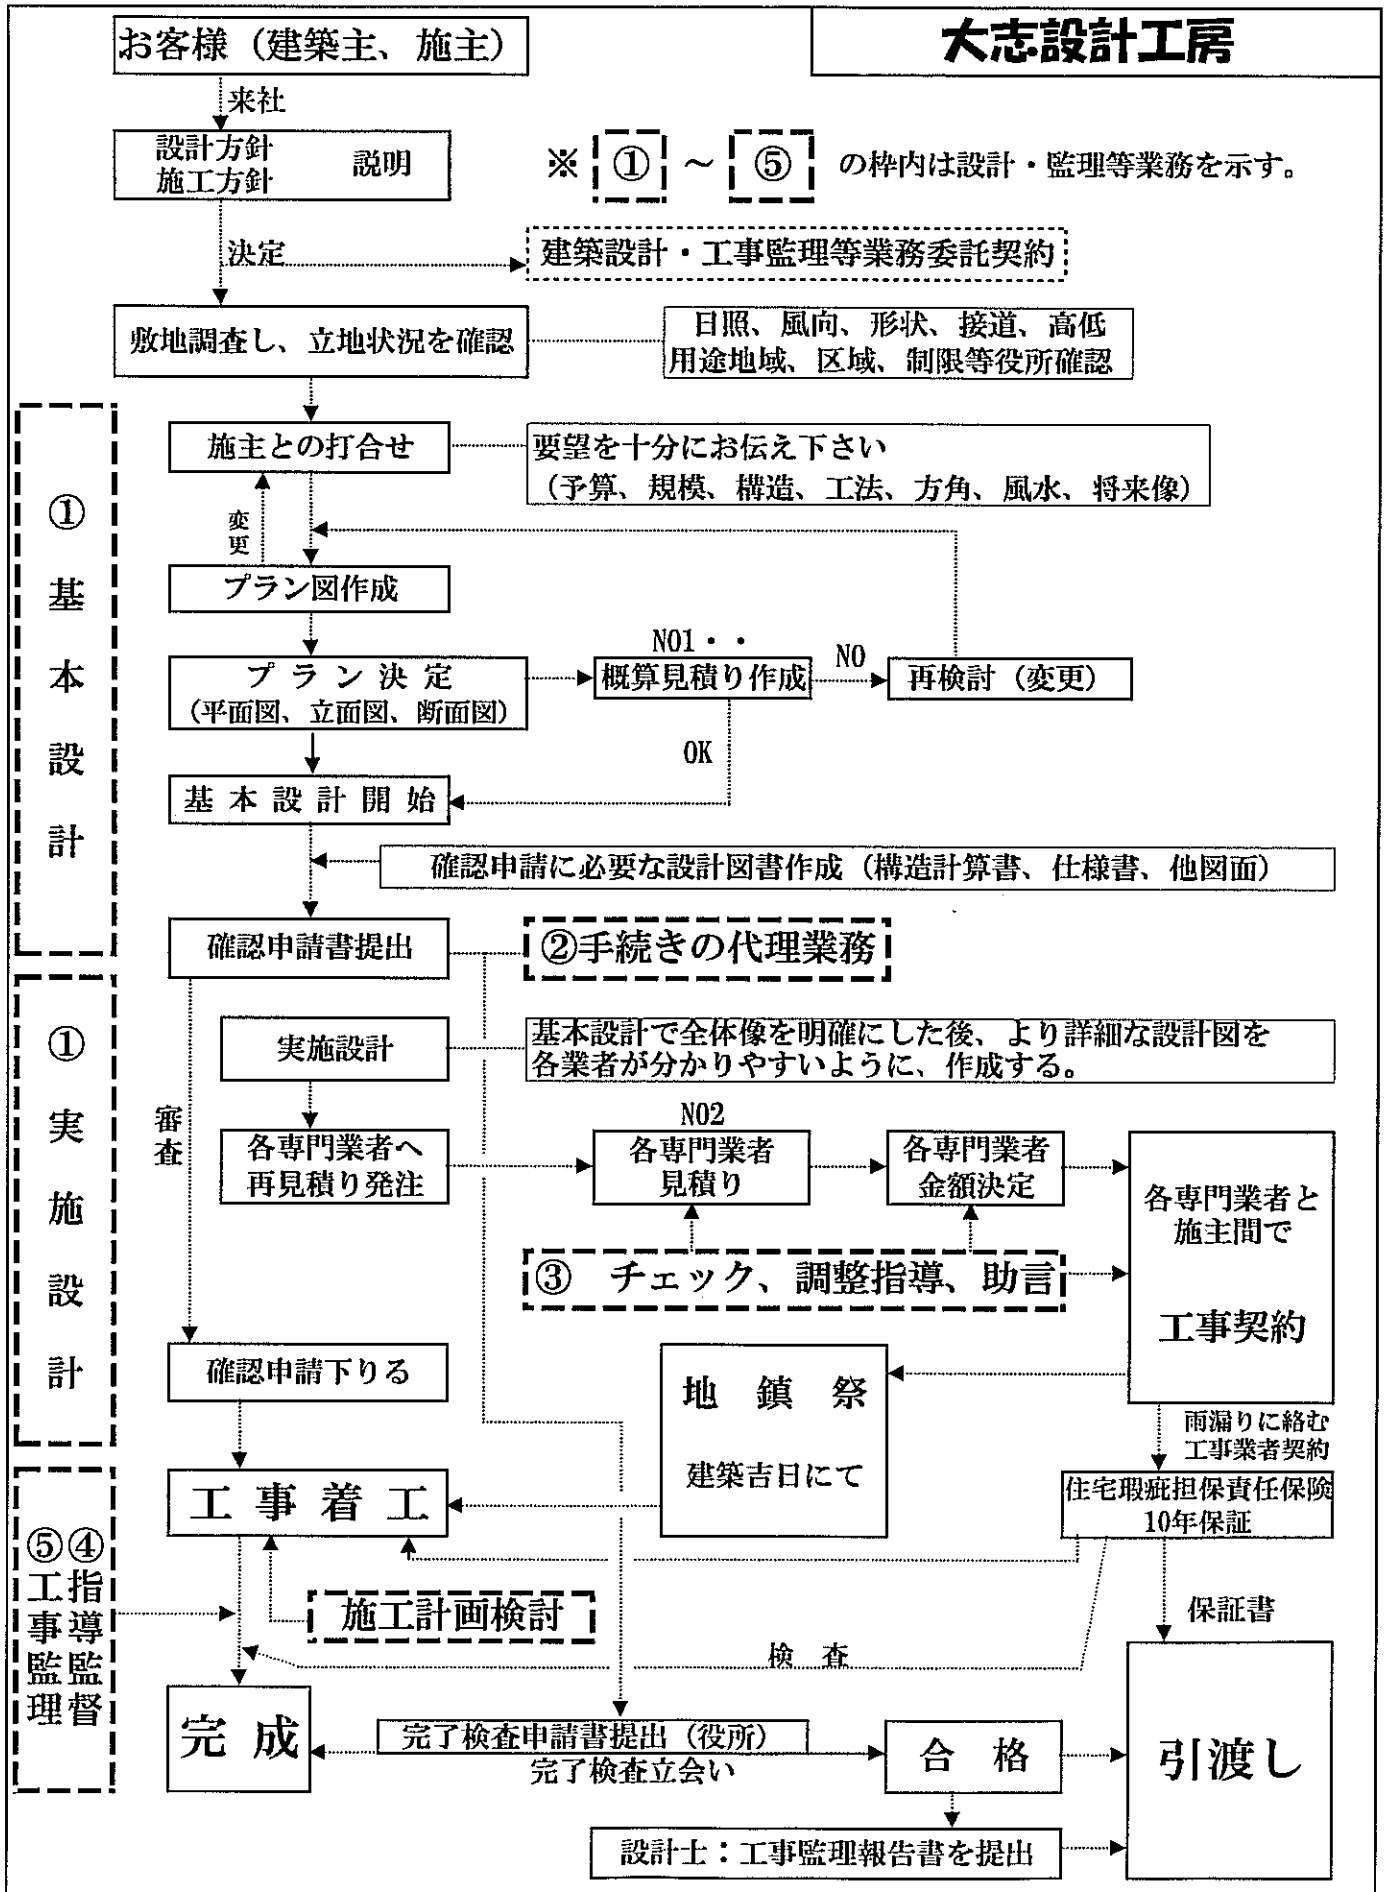 大志設計工房
お客様（建築主、施主）
来社
設計方針
施工方針
説明
※ ① ～ ⑤ の枠内は設計・監理等業務を示す。
決定
建築設計・工事監理等業務委託契約
敷地調査し、立地状況を確認
日照、風向、形状、接道、高低
用途地域、区域、制限等役所確認
①基本設計
施主との打合せ
要望を十分にお伝え下さい
（予算、規模、構造、工法、方角、風水、将来像）
変更
プラン図作成
プラン決定
（平面図、立面図、断面図）
NO1・・
概算見積り作成
NO
再検討（変更）
OK
基本設計開始
確認申請に必要な設計図書作成（構造計算書、仕様書、他図面）
確認申請書提出
②手続きの代理業務
①実施設計
実施設計
基本設計で全体像を明確にした後、より詳細な設計図を
各業者が分かりやすいように、作成する。
審査
各専門業者へ
再見積り発注
NO2
各専門業者
見積り
各専門業者
金額決定
各専門業者と
施主間で
工事契約
③　チェック、調整指導、助言
確認申請下りる
地鎮祭
建築吉日にて
雨漏りに絡む
工事業者契約
住宅瑕疵担保責任保険
10年保証
工事着工
④指導監督
⑤工事監理
施工計画検討
保証書
検査
完成
完了検査申請書提出（役所）
完了検査立会い
合格
引渡し
設計士：工事監理報告書を提出